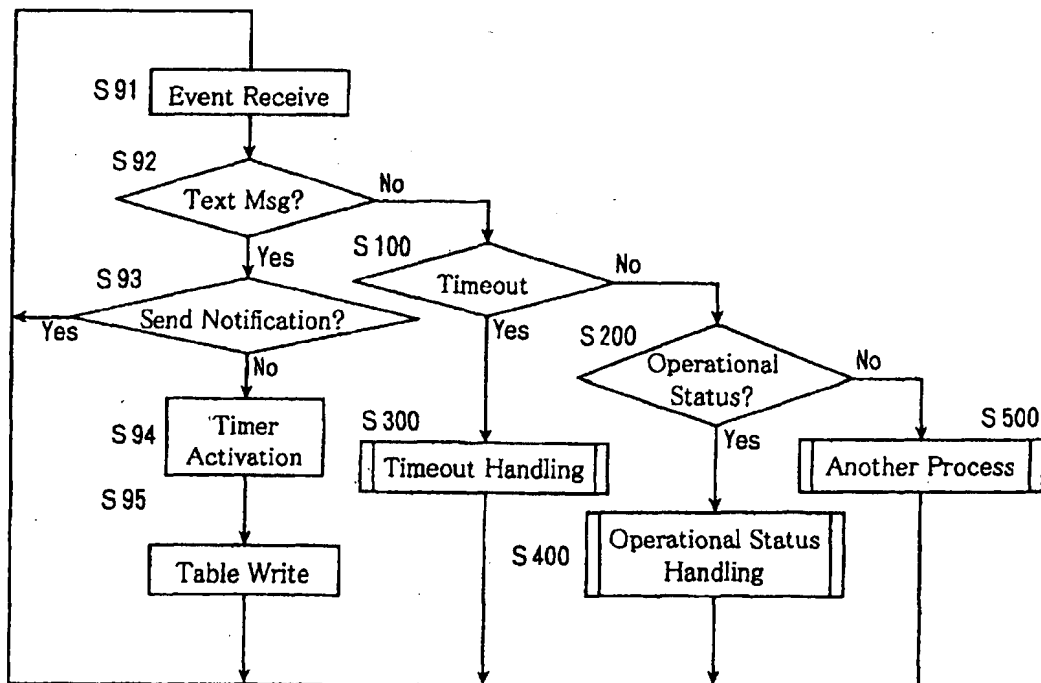 S91
Event Receive
S92
Text Msg?
No
Yes
S100
Timeout
No
Yes
S93
Send Notification?
Yes
No
S200
Operational
Status?
No
Yes
S94
Timer
Activation
S300
Timeout Handling
S500
Another Process
S95
Table Write
S400
Operational Status
Handling